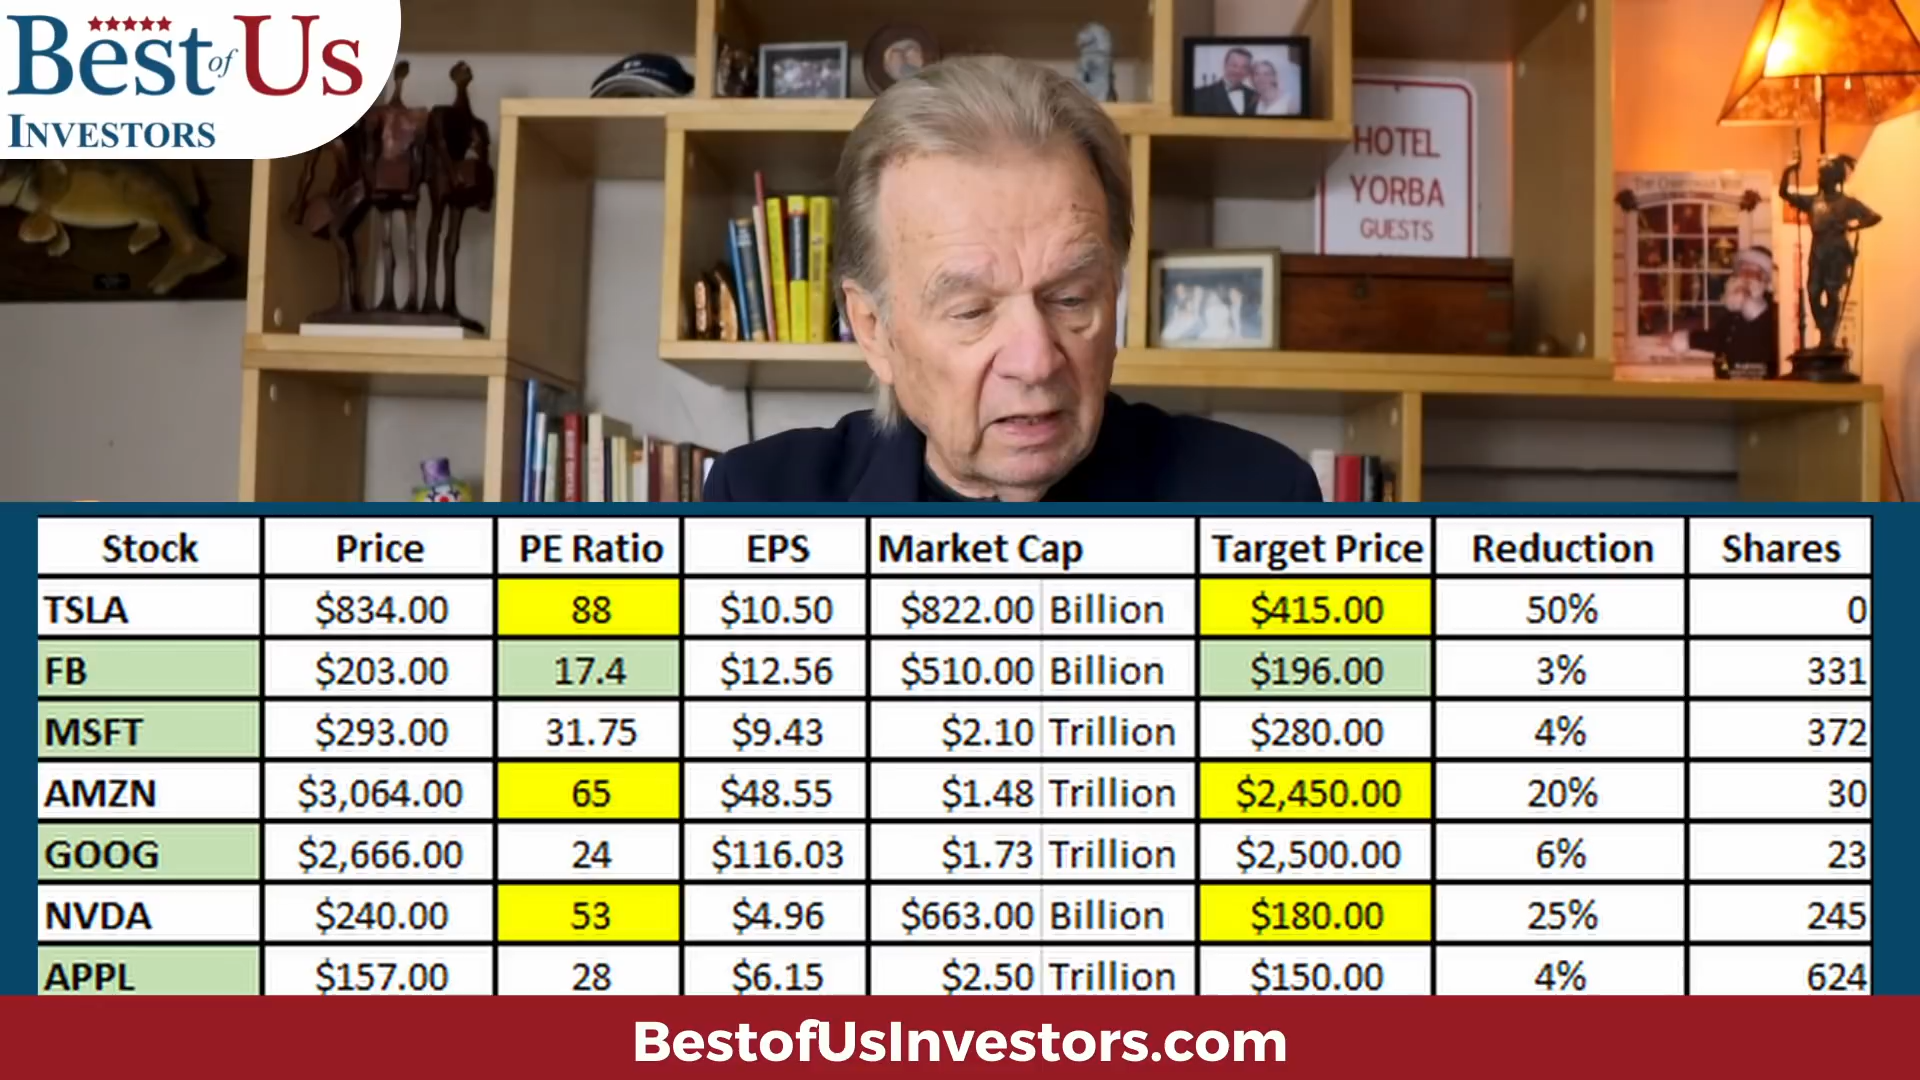 Best of Us
INVESTORS
HOTEL
YORBA
GUESTS
Stock Price PE Ratio EPS Market Cap Target Price Reduction Shares
TSLA $834.00 88 $10.50 $822.00 Billion $415.00 50% 0
FB $203.00 17.4 $12.56 $510.00 Billion $196.00 3% 331
MSFT $293.00 31.75 $9.43 $2.10 Trillion $280.00 4% 372
AMZN $3,064.00 65 $48.55 $1.48 Trillion $2,450.00 20% 30
GOOG $2,666.00 24 $116.03 $1.73 Trillion $2,500.00 6% 23
NVDA $240.00 53 $4.96 $663.00 Billion $180.00 25% 245
APPL $157.00 28 $6.15 $2.50 Trillion $150.00 4% 624
BestofUsInvestors.com